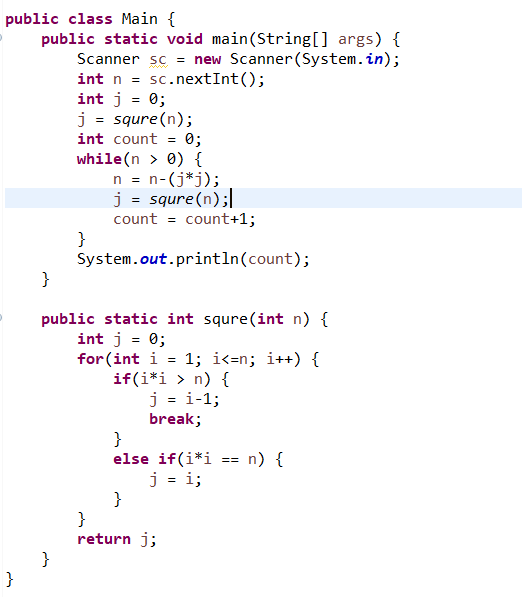 public class Main {
    public static void main(String[] args) {
        Scanner sc = new Scanner(System.in);
        int n = sc.nextInt();
        int j = 0;
        j = squre(n);
        int count = 0;
        while(n > 0) {
            n = n-(j*j);
            j = squre(n);
            count = count+1;
        }
        System.out.println(count);
    }

    public static int squre(int n) {
        int j = 0;
        for(int i = 1; i<=n; i++) {
            if(i*i > n) {
                j = i-1;
                break;
            }
            else if(i*i == n) {
                j = i;
            }
        }
        return j;
    }
}